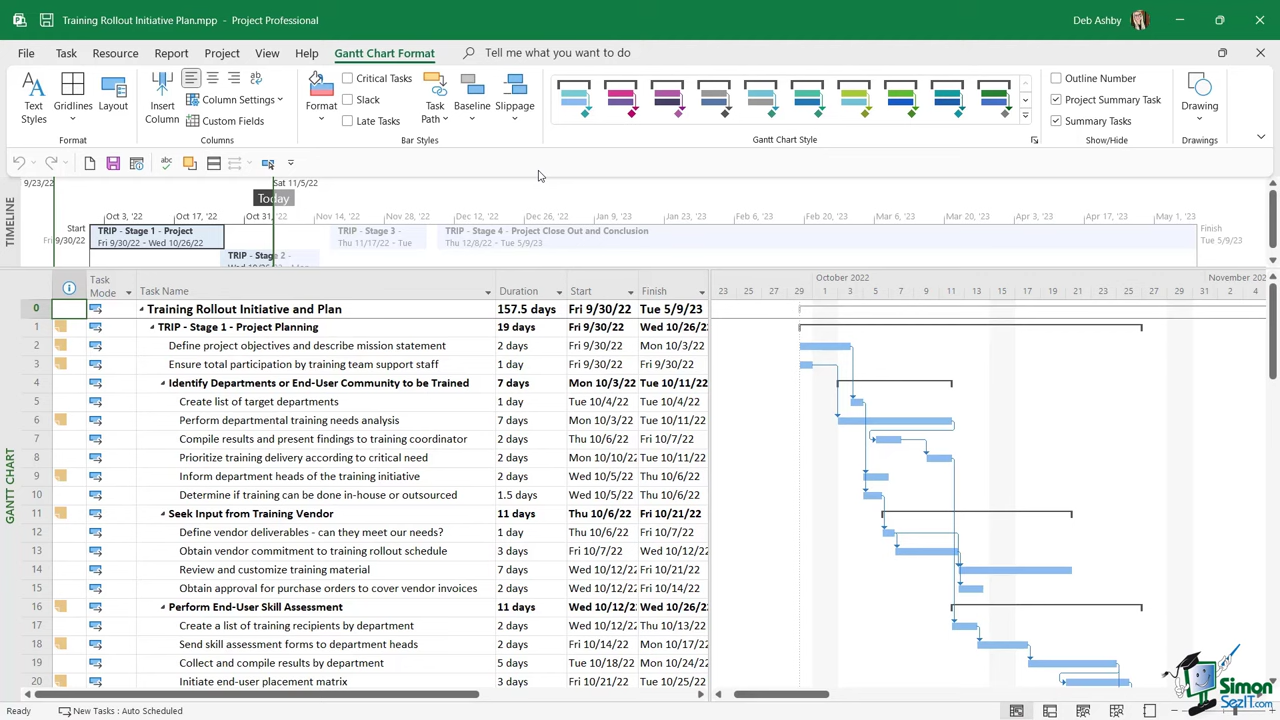 Training Rollout Initiative Plan.mpp - Project Professional
Deb Ashby
File Task Resource Report Project View Help Gantt Chart Format Tell me what you want to do
Text Styles
Gridlines
Layout
Format
Insert Column
Column Settings
Custom Fields
Columns
Format
Critical Tasks
Slack
Late Tasks
Task Path
Baseline
Slippage
Bar Styles
Gantt Chart Style
Outline Number
Project Summary Task
Summary Tasks
Show/Hide
Drawing
Drawings
abc
TIMELINE
9/23/22 Sat 11/5/22
Today
Oct 3, '22 Oct 17, '22 Oct 31, '22 Nov 14, '22 Nov 28, '22 Dec 12, '22 Dec 26, '22 Jan 9, '23 Jan 23, '23 Feb 6, '23 Feb 20, '23 Mar 6, '23 Mar 20, '23 Apr 3, '23 Apr 17, '23 May 1, '23
Start
Fri 9/30/22
TRIP - Stage 1 - Project
Fri 9/30/22 - Wed 10/26/22
TRIP - Stage 2 -
TRIP - Stage 3 -
Thu 11/17/22 - Tue
TRIP - Stage 4 - Project Close Out and Conclusion
Thu 12/8/22 - Tue 5/9/23
Finish
Tue 5/9/23
GANTT CHART
Task Mode Task Name Duration Start Finish
October 2022 November 202
23 25 27 29 1 3 5 7 9 11 13 15 17 19 21 23 25 27 29 31 2 4
0 Training Rollout Initiative and Plan 157.5 days Fri 9/30/22 Tue 5/9/23
1 TRIP - Stage 1 - Project Planning 19 days Fri 9/30/22 Wed 10/26/2
2 Define project objectives and describe mission statement 2 days Fri 9/30/22 Mon 10/3/22
3 Ensure total participation by training team support staff 1 day Fri 9/30/22 Fri 9/30/22
4 Identify Departments or End-User Community to be Trained 7 days Mon 10/3/22 Tue 10/11/22
5 Create list of target departments 1 day Tue 10/4/22 Tue 10/4/22
6 Perform departmental training needs analysis 7 days Mon 10/3/22 Tue 10/11/22
7 Compile results and present findings to training coordinator 2 days Thu 10/6/22 Fri 10/7/22
8 Prioritize training delivery according to critical need 2 days Mon 10/10/2 Tue 10/11/22
9 Inform department heads of the training initiative 2 days Wed 10/5/22 Thu 10/6/22
10 Determine if training can be done in-house or outsourced 1.5 days Wed 10/5/22 Thu 10/6/22
11 Seek Input from Training Vendor 11 days Thu 10/6/22 Fri 10/21/22
12 Define vendor deliverables - can they meet our needs? 1 day Thu 10/6/22 Fri 10/7/22
13 Obtain vendor commitment to training rollout schedule 3 days Fri 10/7/22 Wed 10/12/22
14 Review and customize training material 7 days Wed 10/12/2 Fri 10/21/22
15 Obtain approval for purchase orders to cover vendor invoices 2 days Wed 10/12/2 Fri 10/14/22
16 Perform End-User Skill Assessment 11 days Wed 10/12/2 Wed 10/26/2
17 Create a list of training recipients by department 2 days Wed 10/12/2 Thu 10/13/22
18 Send skill assessment forms to department heads 2 days Fri 10/14/22 Mon 10/17/22
19 Collect and compile results by department 5 days Tue 10/18/22 Mon 10/24/22
20 Initiate end-user placement matrix 3 days Fri 10/21/22 Tue 10/25/22
Simon SezIT.com
Ready New Tasks : Auto Scheduled